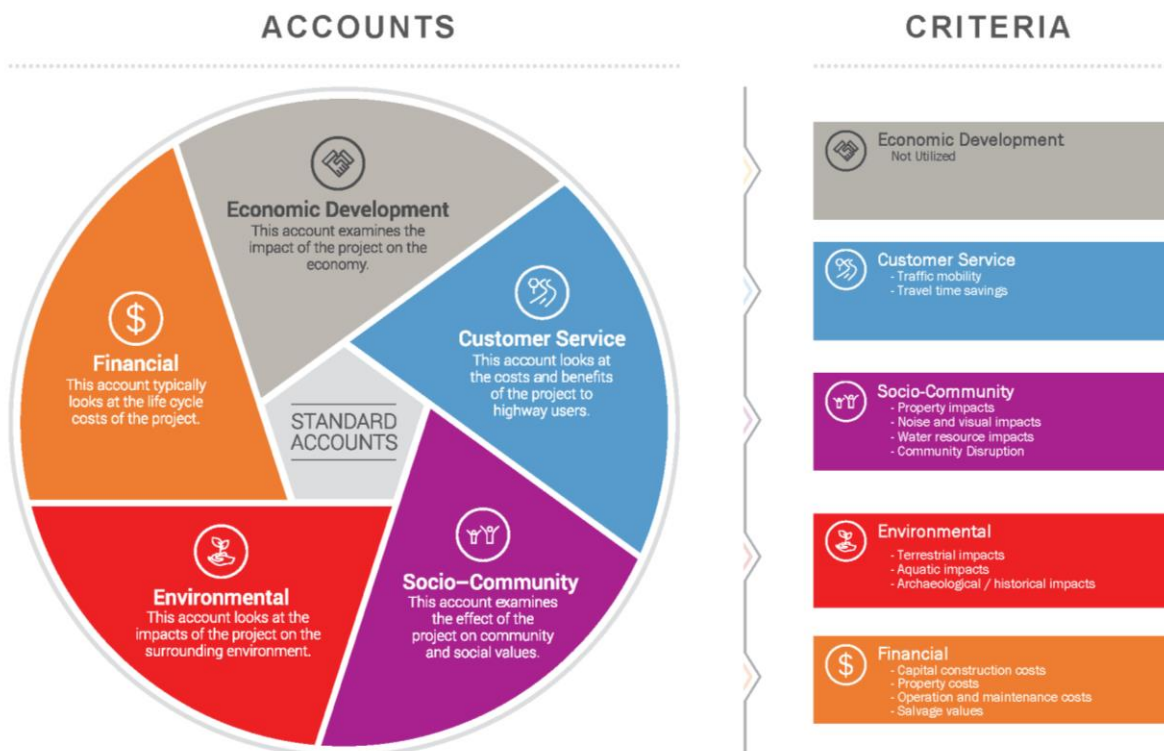 ACCOUNTS
Economic Development
This account examines the
impact of the project on the
economy.
Customer Service
This account looks at
the costs and benefits
of the project to
highway users.
$
Financial
This account typically
looks at the life cycle
costs of the project.
STANDARD
ACCOUNTS
Environmental
This account looks at the
impacts of the project on the
surrounding environment.
Socio–Community
This account examines
the effect of the
project on community
and social values.
CRITERIA
Economic Development
Not Utilized
Customer Service
- Traffic mobility
- Travel time savings
Socio-Community
- Property impacts
- Noise and visual impacts
- Water resource impacts
- Community Disruption
Environmental
- Terrestrial impacts
- Aquatic impacts
- Archaeological / historical impacts
$
Financial
- Capital construction costs
- Property costs
- Operation and maintenance costs
- Salvage values